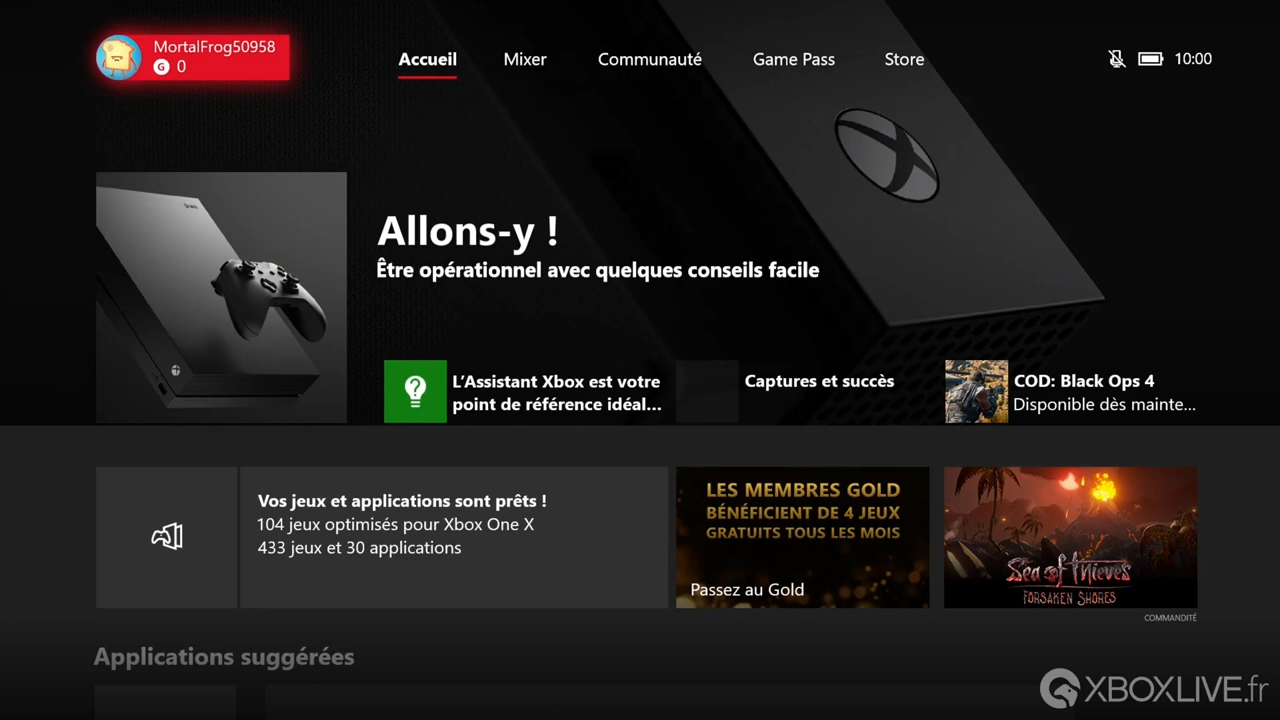 MortalFrog50958
G 0
Accueil
Mixer
Communauté
Game Pass
Store
10:00
Allons-y !
Être opérationnel avec quelques conseils facile
L’Assistant Xbox est votre
point de référence idéal...
Captures et succès
COD: Black Ops 4
Disponible dès mainte...
Vos jeux et applications sont prêts !
104 jeux optimisés pour Xbox One X
433 jeux et 30 applications
LES MEMBRES GOLD
BÉNÉFICIENT DE 4 JEUX
GRATUITS TOUS LES MOIS
Passez au Gold
Sea of Thieves
FORSAKEN SHORES
COMMANDITÉ
Applications suggérées
XBOXLIVE.fr